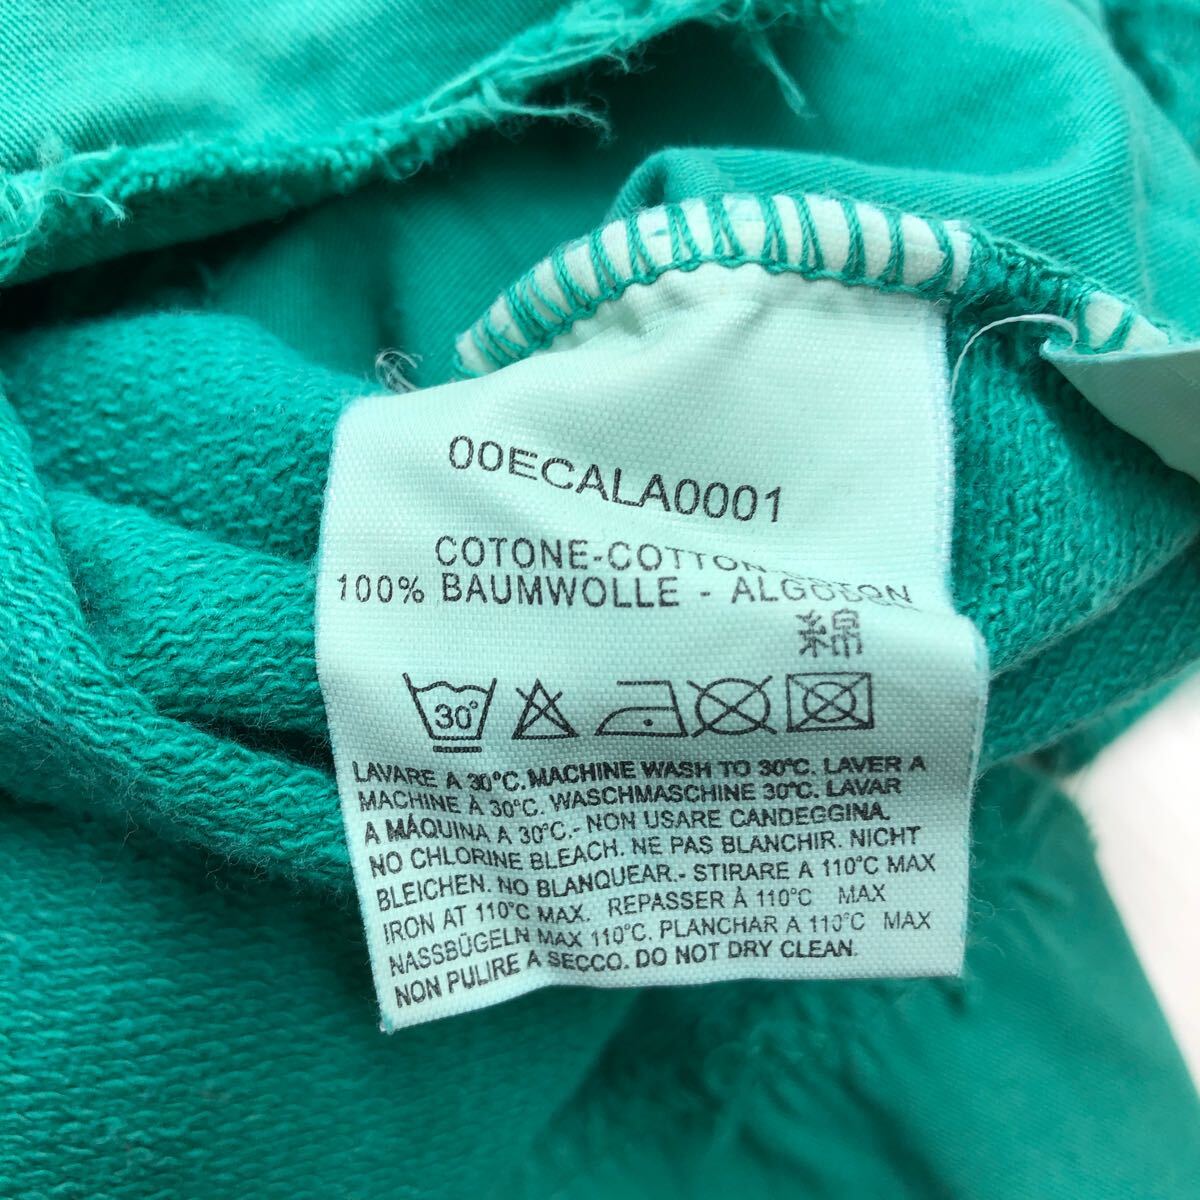 00ECALA0001
COTONE-COTTON-COTON
100% BAUMWOLLE - ALGODON
綿
30°
LAVARE A 30°C. MACHINE WASH TO 30°C. LAVER A
MACHINE À 30°C. WASCHMASCHINE 30°C. LAVAR
A MÁQUINA A 30°C.- NON USARE CANDEGGINA.
NO CHLORINE BLEACH. NE PAS BLANCHIR. NICHT
BLEICHEN. NO BLANQUEAR.- STIRARE A 110°C MAX
IRON AT 110°C MAX. REPASSER À 110°C MAX
NASSBÜGELN MAX 110°C. PLANCHAR A 110°C MAX
NON PULIRE A SECCO. DO NOT DRY CLEAN.